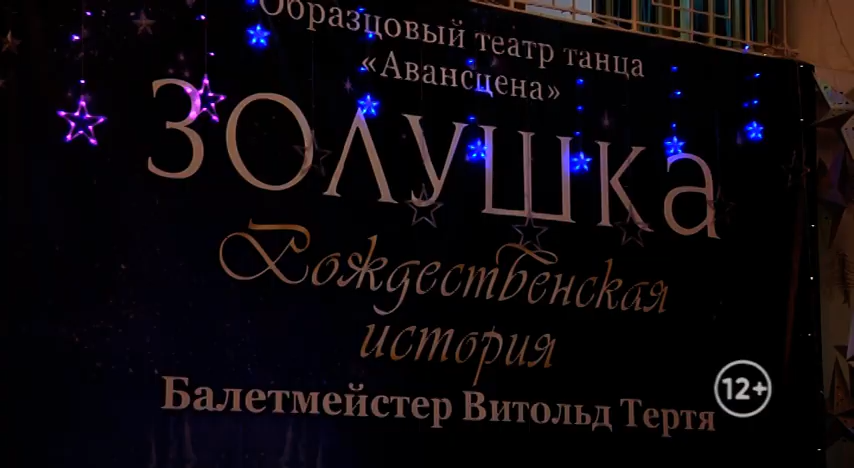 Образцовый театр танца
«Авансцена»
ЗОЛУШКА
Рождественская
история
Балетмейстер Витольд Тертя
12+